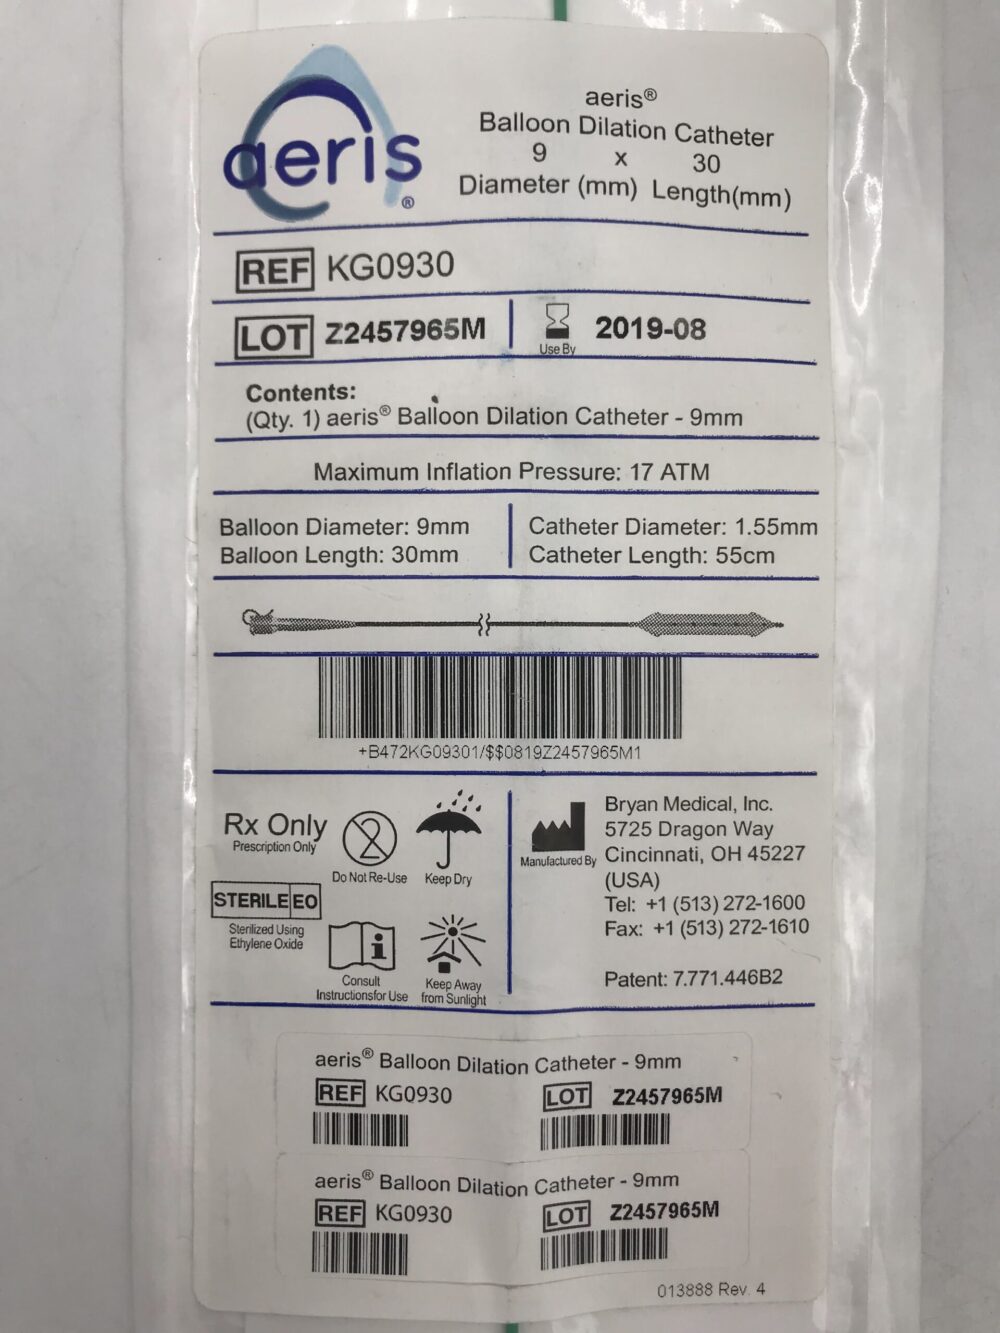 aeris®
aeris®
Balloon Dilation Catheter
9 x 30
Diameter (mm) Length(mm)
REF KG0930
LOT Z2457965M
Use By
2019-08
Contents:
(Qty. 1) aeris® Balloon Dilation Catheter - 9mm
Maximum Inflation Pressure: 17 ATM
Balloon Diameter: 9mm
Balloon Length: 30mm
Catheter Diameter: 1.55mm
Catheter Length: 55cm
+B472KG09301/$$0819Z2457965M1
Rx Only
Prescription Only
2
Do Not Re-Use
Keep Dry
STERILE EO
Sterilized Using
Ethylene Oxide
i
Consult
Instructionsfor Use
Keep Away
from Sunlight
Manufactured By
Bryan Medical, Inc.
5725 Dragon Way
Cincinnati, OH 45227
(USA)
Tel: +1 (513) 272-1600
Fax: +1 (513) 272-1610
Patent: 7.771.446B2
aeris® Balloon Dilation Catheter - 9mm
REF KG0930 LOT Z2457965M
aeris® Balloon Dilation Catheter - 9mm
REF KG0930 LOT Z2457965M
013888 Rev. 4